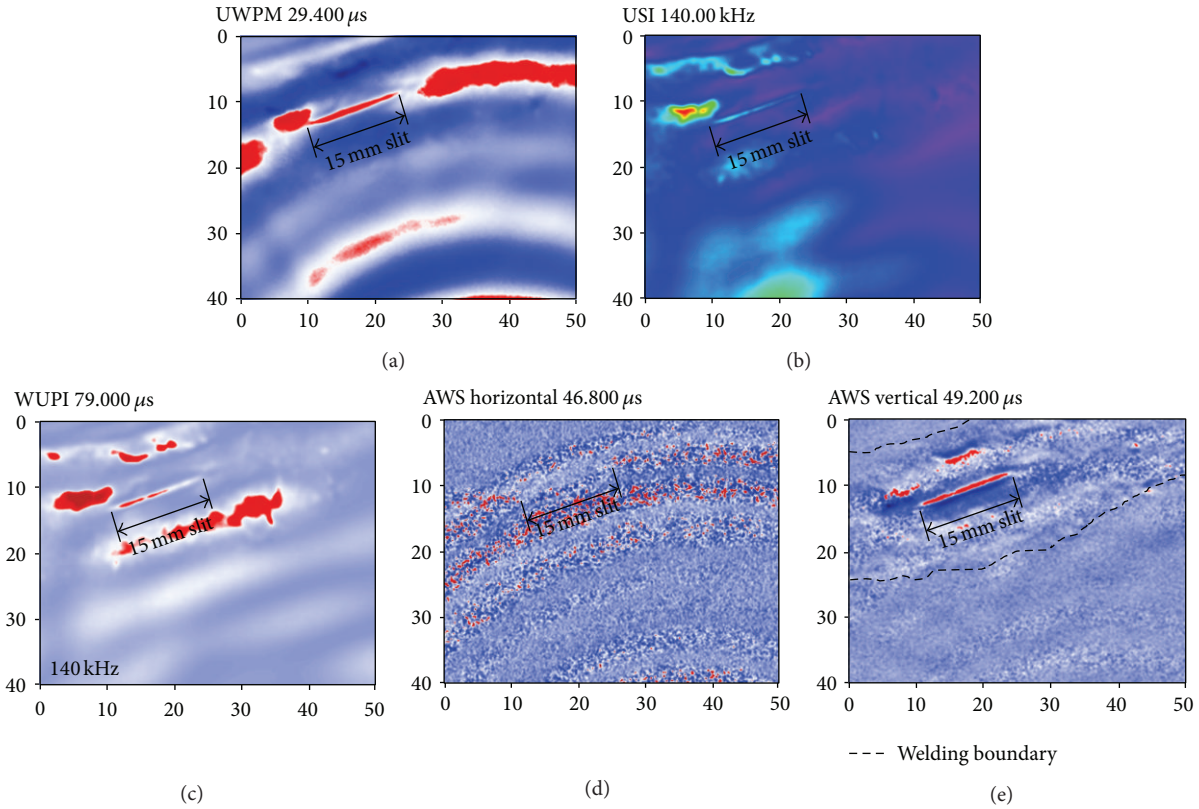 UWPM 29.400 μs
0
10
20
30
40
0 10 20 30 40 50
15 mm slit
(a)
USI 140.00 kHz
0
10
20
30
40
0 10 20 30 40 50
15 mm slit
(b)
WUPI 79.000 μs
0
10
20
30
40
0 10 20 30 40 50
15 mm slit
140 kHz
(c)
AWS horizontal 46.800 μs
0
10
20
30
40
0 10 20 30 40 50
15 mm slit
(d)
AWS vertical 49.200 μs
0
10
20
30
40
0 10 20 30 40 50
15 mm slit
Welding boundary
(e)